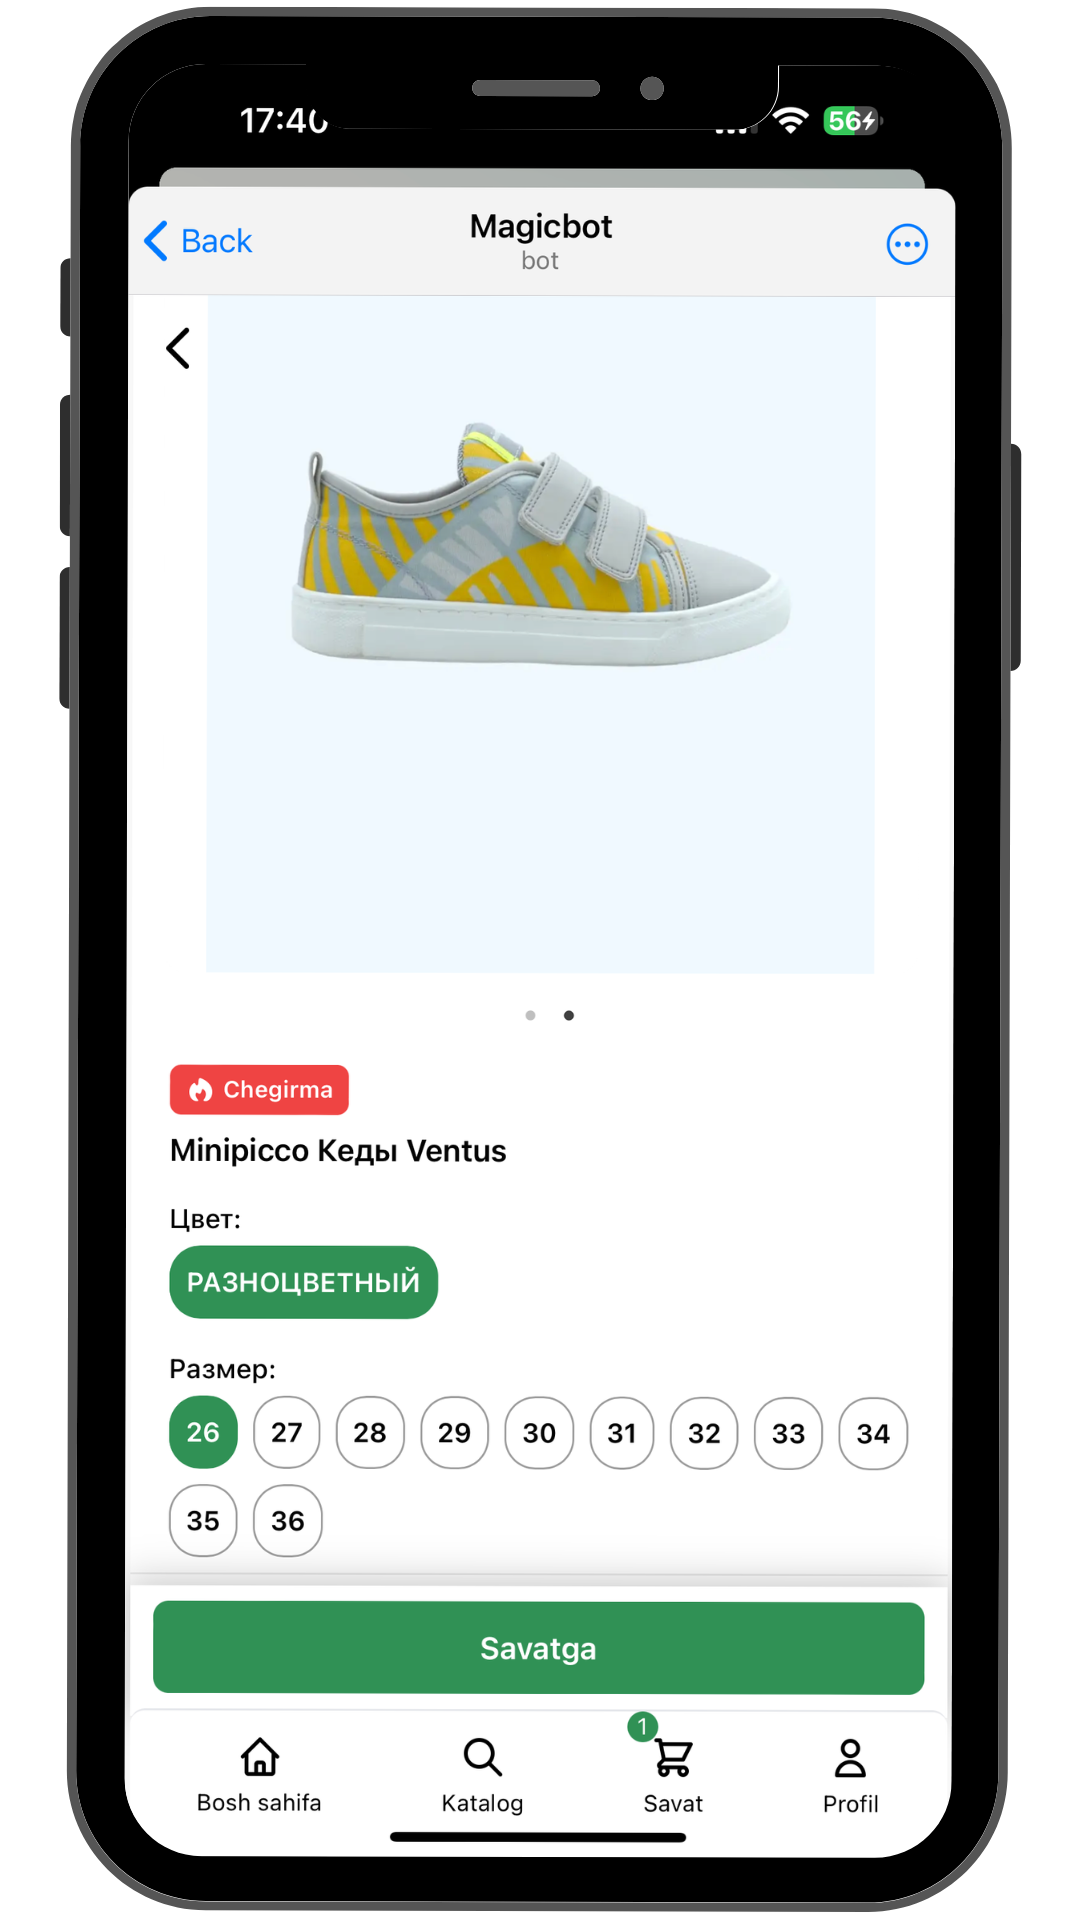 17:40
56
Back
Magicbot
bot
Chegirma
Minipicco Кеды Ventus
Цвет:
РАЗНОЦВЕТНЫЙ
Размер:
26 27 28 29 30 31 32 33 34
35 36
Savatga
1
Bosh sahifa Katalog Savat Profil